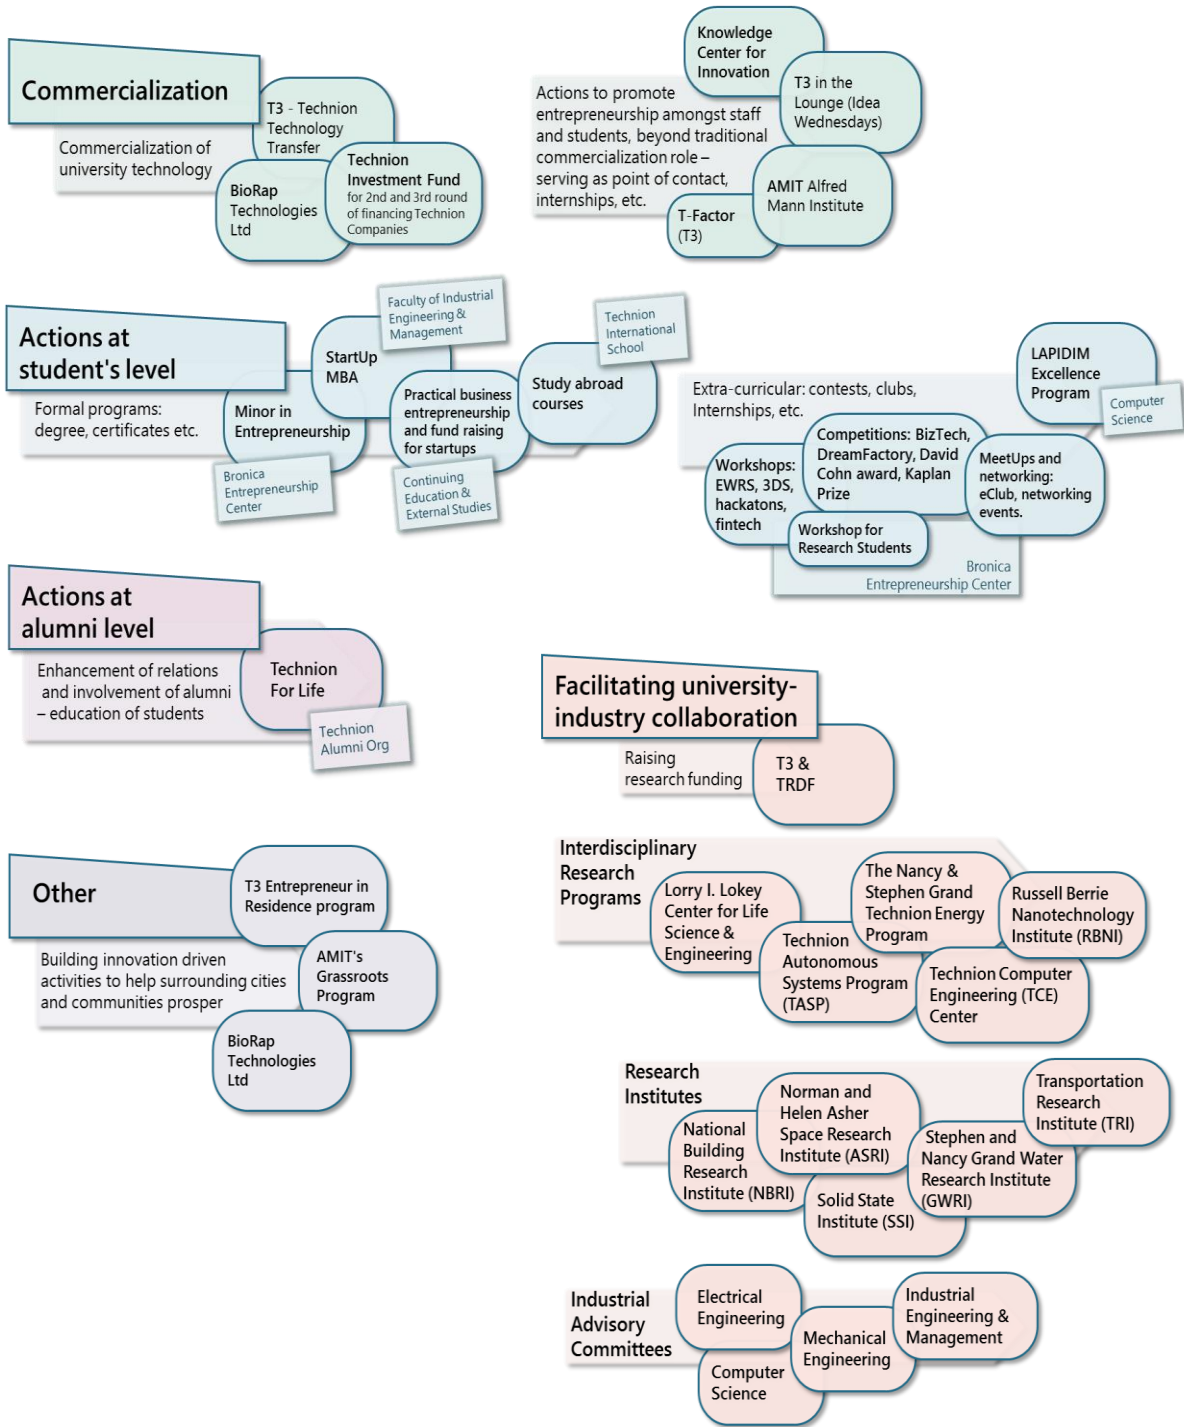 Commercialization
Commercialization of
university technology
T3 - Technion
Technology
Transfer
BioRap
Technologies
Ltd
Technion
Investment Fund
for 2nd and 3rd round
of financing Technion
Companies
Actions to promote
entrepreneurship amongst staff
and students, beyond traditional
commercialization role –
serving as point of contact,
internships, etc.
Knowledge
Center for
Innovation
T3 in the
Lounge (Idea
Wednesdays)
AMIT Alfred
Mann Institute
T-Factor
(T3)
Actions at
student's level
Formal programs:
degree, certificates etc.
Minor in
Entrepreneurship
Bronica
Entrepreneurship
Center
StartUp
MBA
Faculty of Industrial
Engineering &
Management
Practical business
entrepreneurship
and fund raising
for startups
Continuing
Education &
External Studies
Study abroad
courses
Technion
International
School
Extra-curricular: contests, clubs,
Internships, etc.
LAPIDIM
Excellence
Program
Computer
Science
Workshops:
EWRS, 3DS,
hackatons,
fintech
Competitions: BizTech,
DreamFactory, David
Cohn award, Kaplan
Prize
MeetUps and
networking:
eClub, networking
events.
Workshop for
Research Students
Bronica
Entrepreneurship Center
Actions at
alumni level
Enhancement of relations
and involvement of alumni
– education of students
Technion
For Life
Technion
Alumni Org
Facilitating university-
industry collaboration
Raising
research funding
T3 &
TRDF
Interdisciplinary
Research
Programs
Lorry I. Lokey
Center for Life
Science &
Engineering
Technion
Autonomous
Systems Program
(TASP)
The Nancy &
Stephen Grand
Technion Energy
Program
Technion Computer
Engineering (TCE)
Center
Russell Berrie
Nanotechnology
Institute (RBNI)
Other
Building innovation driven
activities to help surrounding cities
and communities prosper
T3 Entrepreneur in
Residence program
AMIT's
Grassroots
Program
BioRap
Technologies
Ltd
Research
Institutes
National
Building
Research
Institute (NBRI)
Norman and
Helen Asher
Space Research
Institute (ASRI)
Solid State
Institute (SSI)
Stephen and
Nancy Grand Water
Research Institute
(GWRI)
Transportation
Research
Institute (TRI)
Industrial
Advisory
Committees
Electrical
Engineering
Computer
Science
Mechanical
Engineering
Industrial
Engineering &
Management